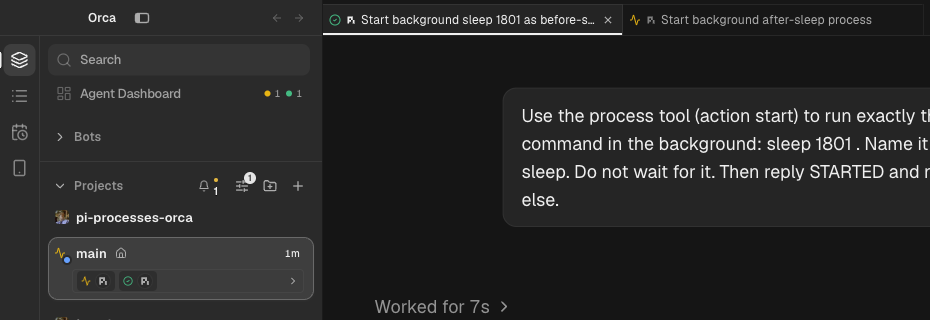 Orca
Start background sleep 1801 as before-s...
Start background after-sleep process
Search
Agent Dashboard
1
1
Bots
Projects
1
1
pi-processes-orca
main
1m
Use the process tool (action start) to run exactly
command in the background: sleep 1801 . Name it
sleep. Do not wait for it. Then reply STARTED and
else.
Worked for 7s